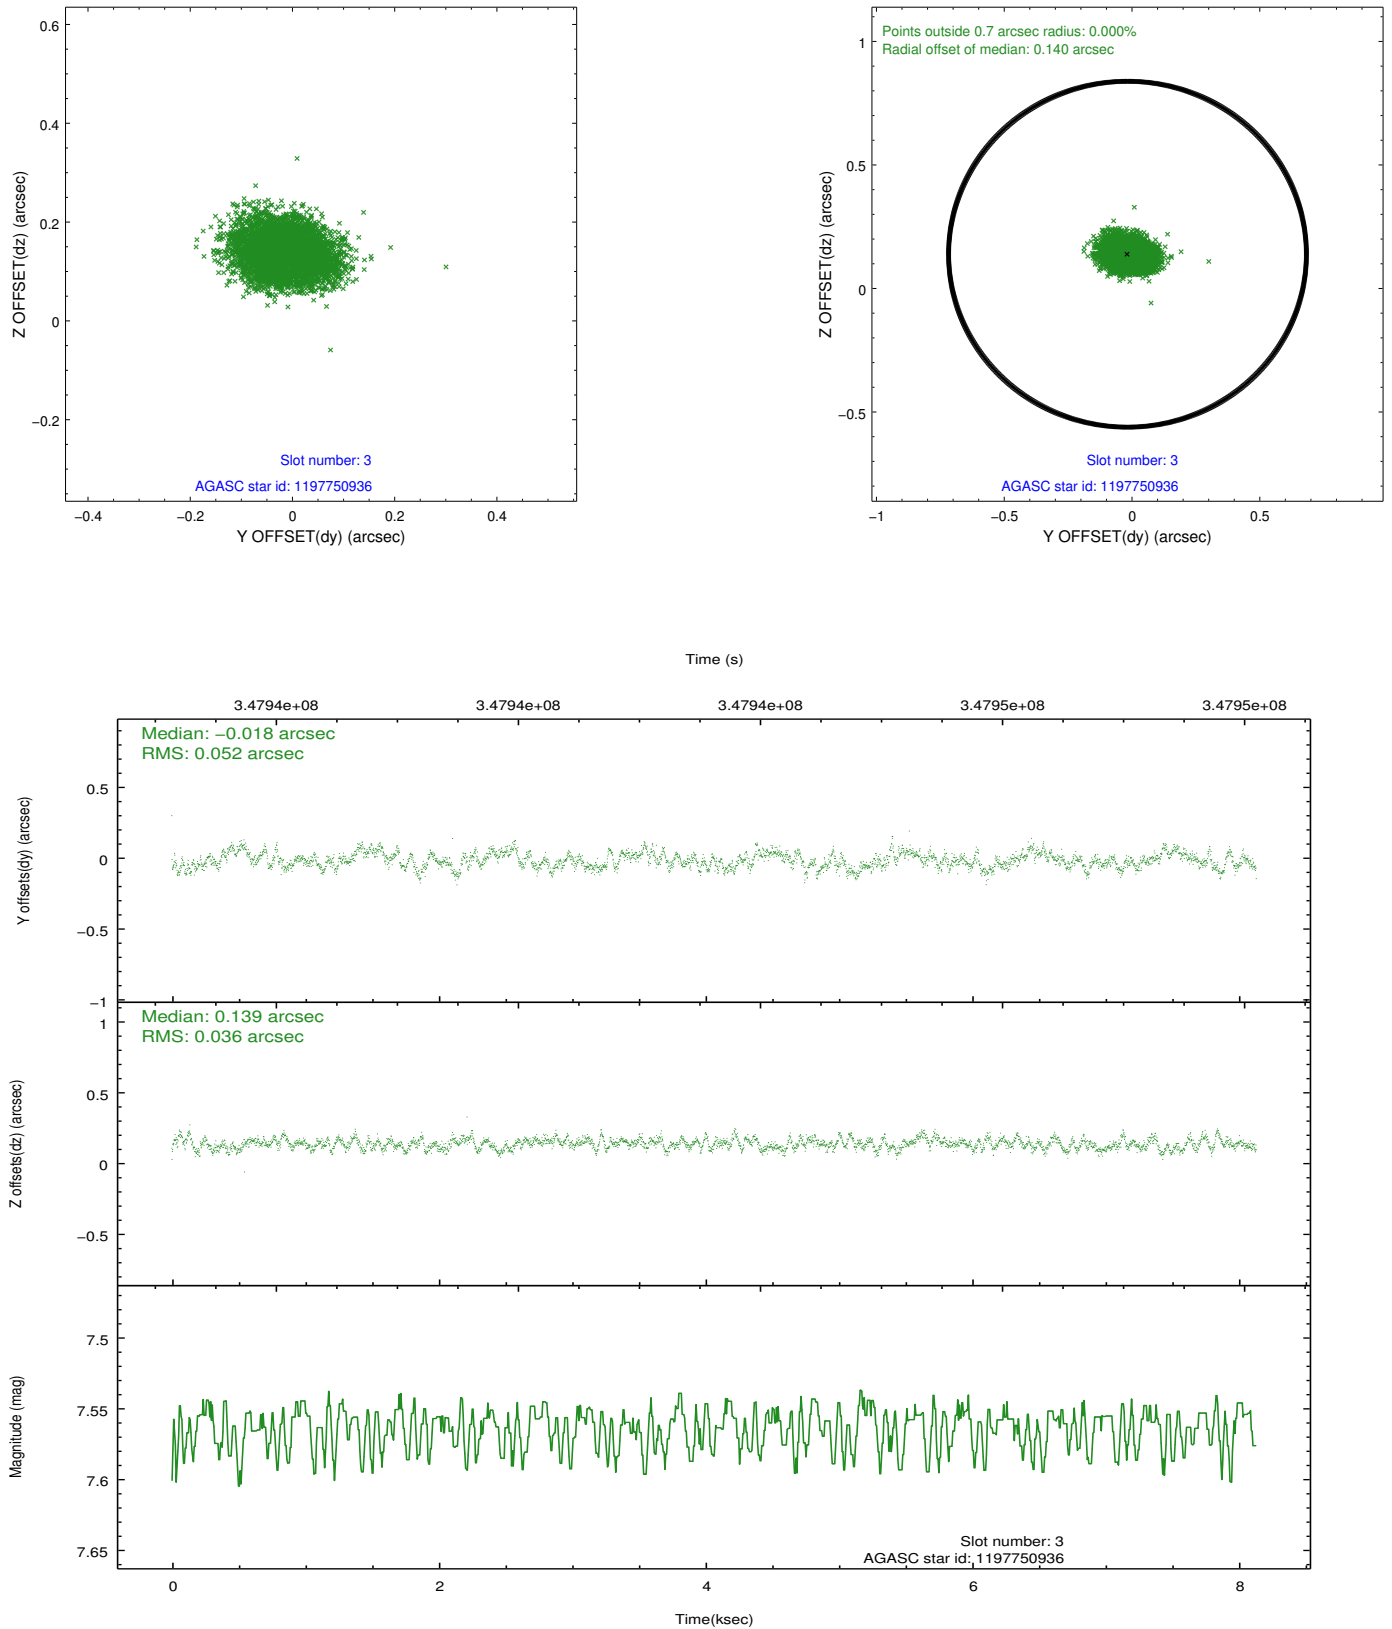 0.6
0.4
0.2
0
−0.2
Z OFFSET(dz) (arcsec)
Slot number: 3
AGASC star id: 1197750936
−0.4
−0.2
0
0.2
0.4
Y OFFSET(dy) (arcsec)
Points outside 0.7 arcsec radius: 0.000%
Radial offset of median: 0.140 arcsec
1
0.5
0
−0.5
Z OFFSET(dz) (arcsec)
Slot number: 3
AGASC star id: 1197750936
−1
−0.5
0
0.5
Y OFFSET(dy) (arcsec)
Time (s)
3.4794e+08
3.4794e+08
3.4794e+08
3.4795e+08
3.4795e+08
Median: −0.018 arcsec
RMS: 0.052 arcsec
0.5
0
−0.5
−1
Y offsets(dy) (arcsec)
Median: 0.139 arcsec
RMS: 0.036 arcsec
1
0.5
0
−0.5
Z offsets(dz) (arcsec)
7.5
7.55
7.6
7.65
Magnitude (mag)
Slot number: 3
AGASC star id: 1197750936
0
2
4
6
8
Time(ksec)